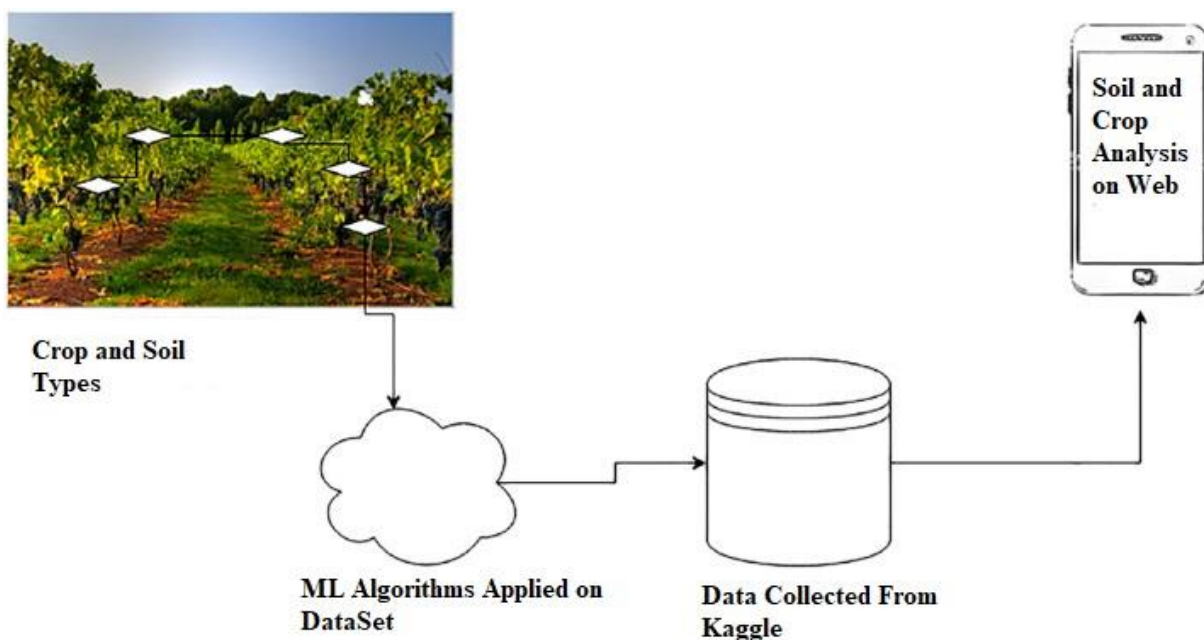 Crop and Soil
Types
ML Algorithms Applied on
DataSet
Data Collected From
Kaggle
Soil and
Crop
Analysis
on Web